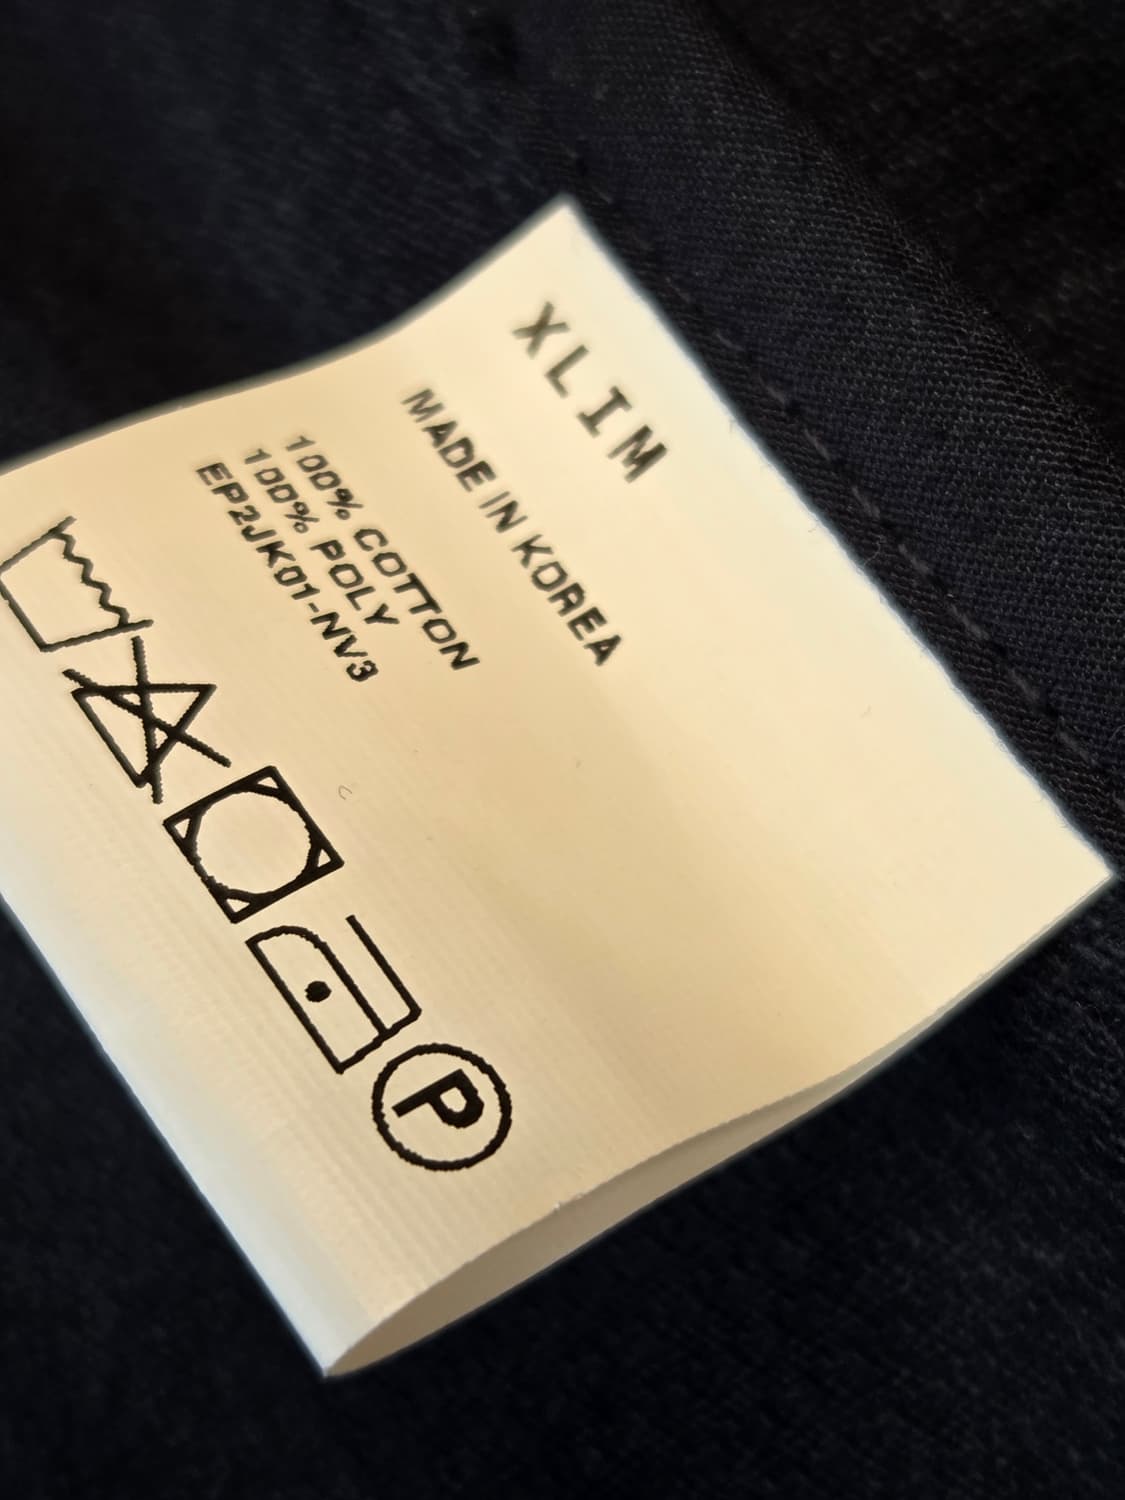 XLIM
MADE IN KOREA
100% COTTON
100% POLY
EP2JK01-NV3
P